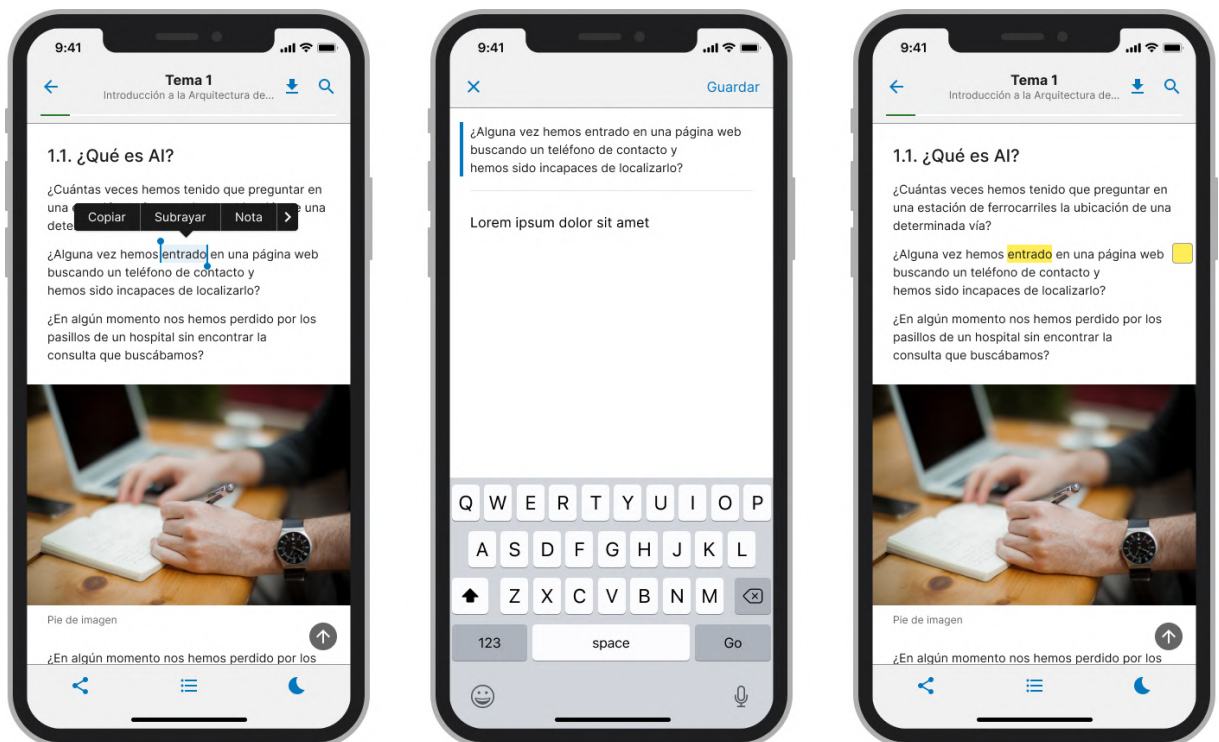 9:41
Tema 1
Introducción a la Arquitectura de...
1.1. ¿Qué es AI?
¿Cuántas veces hemos tenido que preguntar en
una e una
dete
Copiar Subrayar Nota
¿Alguna vez hemos entrado en una página web
buscando un teléfono de contacto y
hemos sido incapaces de localizarlo?
¿En algún momento nos hemos perdido por los
pasillos de un hospital sin encontrar la
consulta que buscábamos?
Pie de imagen
¿En algún momento nos hemos perdido por los
9:41
Guardar
¿Alguna vez hemos entrado en una página web
buscando un teléfono de contacto y
hemos sido incapaces de localizarlo?
Lorem ipsum dolor sit amet
Q W E R T Y U I O P
A S D F G H J K L
Z X C V B N M
123 space Go
9:41
Tema 1
Introducción a la Arquitectura de...
1.1. ¿Qué es AI?
¿Cuántas veces hemos tenido que preguntar en
una estación de ferrocarriles la ubicación de una
determinada vía?
¿Alguna vez hemos entrado en una página web
buscando un teléfono de contacto y
hemos sido incapaces de localizarlo?
¿En algún momento nos hemos perdido por los
pasillos de un hospital sin encontrar la
consulta que buscábamos?
Pie de imagen
¿En algún momento nos hemos perdido por los